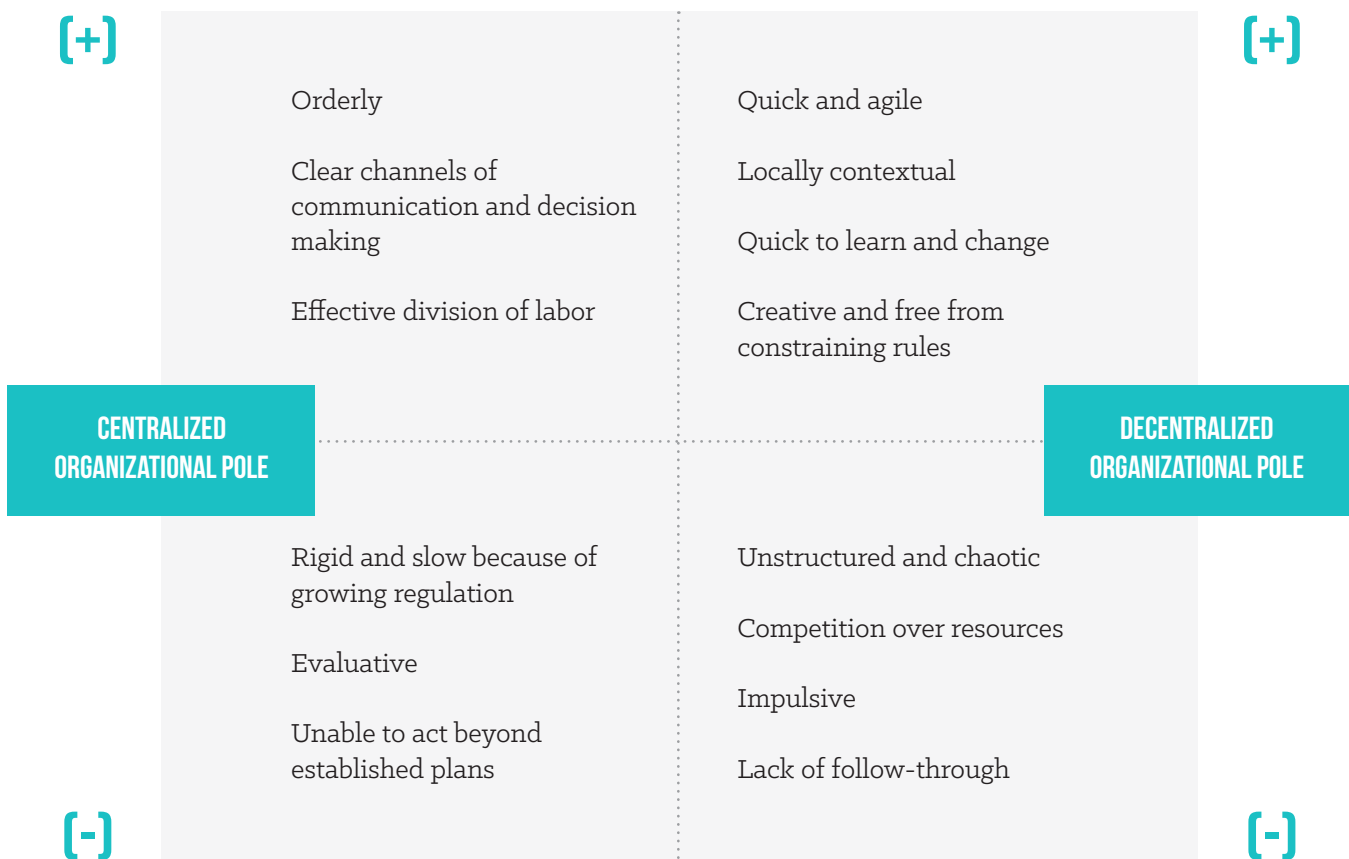 (+)
(+)
Orderly
Clear channels of
communication and decision
making
Effective division of labor
Quick and agile
Locally contextual
Quick to learn and change
Creative and free from
constraining rules
CENTRALIZED
ORGANIZATIONAL POLE
DECENTRALIZED
ORGANIZATIONAL POLE
Rigid and slow because of
growing regulation
Evaluative
Unable to act beyond
established plans
Unstructured and chaotic
Competition over resources
Impulsive
Lack of follow-through
(-)
(-)